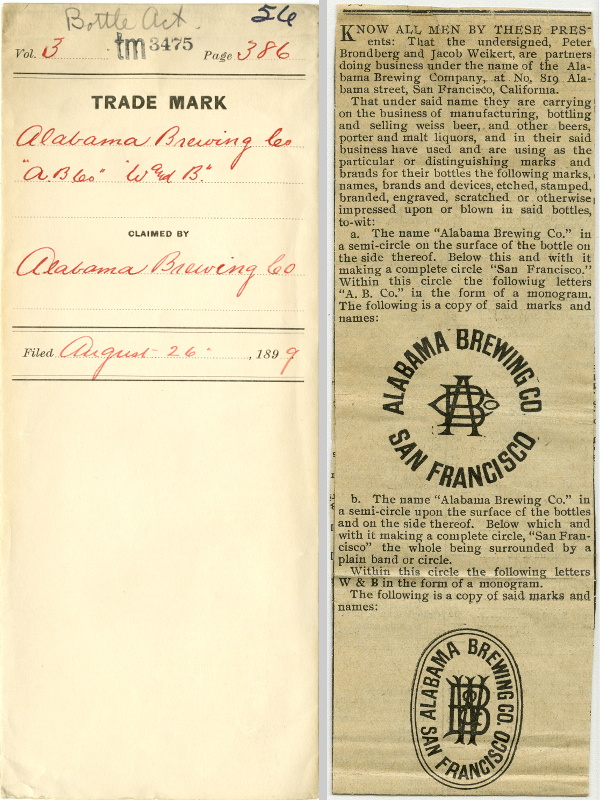 Bottle Act.
56
Vol. 3 tm 3475 Page 386
TRADE MARK
Alabama Brewing Co
"A.B Co" "W and B."
CLAIMED BY
Alabama Brewing Co
Filed August 26 , 1899
KNOW ALL MEN BY THESE PRES-
ents: That the undersigned, Peter
Brondberg and Jacob Weikert, are partners
doing business under the name of the Ala-
bama Brewing Company, at No. 819 Ala-
bama street, San Francisco, California.
That under said name they are carrying
on the business of manufacturing, bottling
and selling weiss beer, and other beers,
porter and malt liquors, and in their said
business have used and are using as the
particular or distinguishing marks and
brands for their bottles the following marks,
names, brands and devices, etched, stamped,
branded, engraved, scratched or otherwise
impressed upon or blown in said bottles,
to-wit:
a. The name "Alabama Brewing Co." in
a semi-circle on the surface of the bottle on
the side thereof. Below this and with it
making a complete circle "San Francisco."
Within this circle the followiug letters
"A. B. Co." in the form of a monogram.
The following is a copy of said marks and
names:
ALABAMA BREWING CO
ABCo
SAN FRANCISCO
b. The name "Alabama Brewing Co." in
a semi-circle upon the surface of the bottles
and on the side thereof. Below which and
with it making a complete circle, "San Fran-
cisco" the whole being surrounded by a
plain band or circle.
Within this circle the following letters
W & B in the form of a monogram.
The following is a copy of said marks and
names:
ALABAMA BREWING CO.
W&B
SAN FRANCISCO